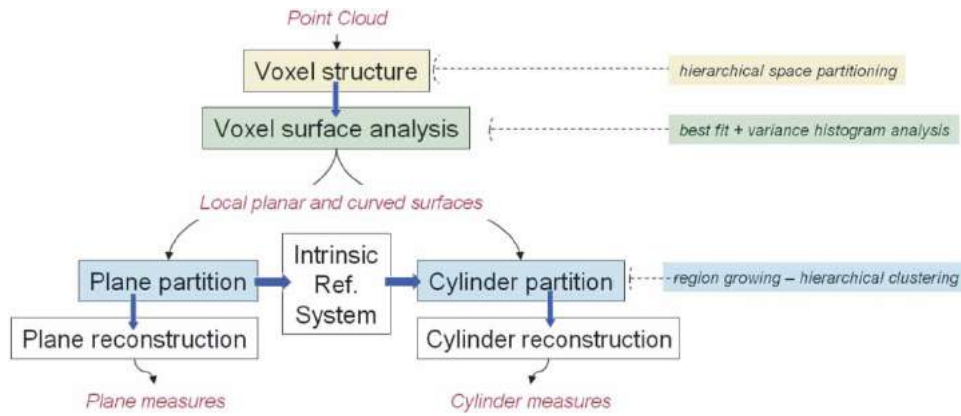 Point Cloud
Voxel structure
hierarchical space partitioning
Voxel surface analysis
best fit + variance histogram analysis
Local planar and curved surfaces
Plane partition
Intrinsic
Ref.
System
Cylinder partition
region growing – hierarchical clustering
Plane reconstruction
Cylinder reconstruction
Plane measures
Cylinder measures